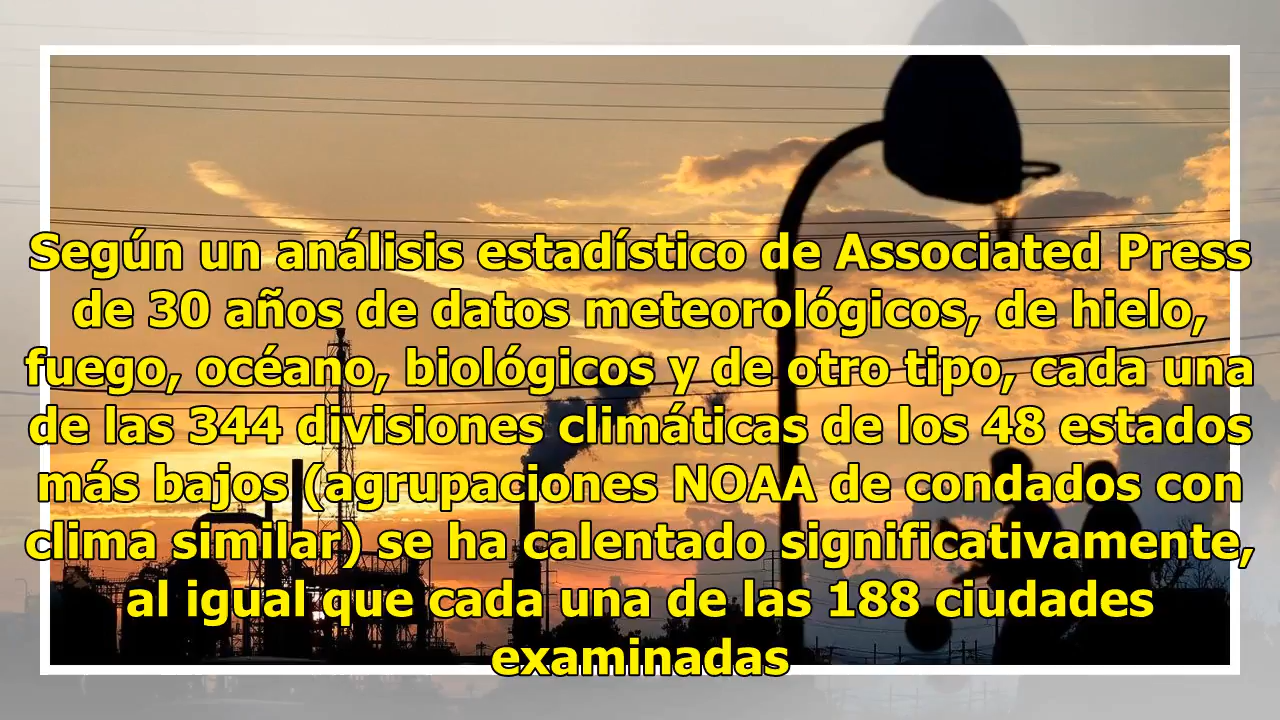 Según un análisis estadístico de Associated Press
de 30 años de datos meteorológicos, de hielo,
fuego, océano, biológicos y de otro tipo, cada una
de las 344 divisiones climáticas de los 48 estados
más bajos (agrupaciones NOAA de condados con
clima similar) se ha calentado significativamente,
al igual que cada una de las 188 ciudades
examinadas